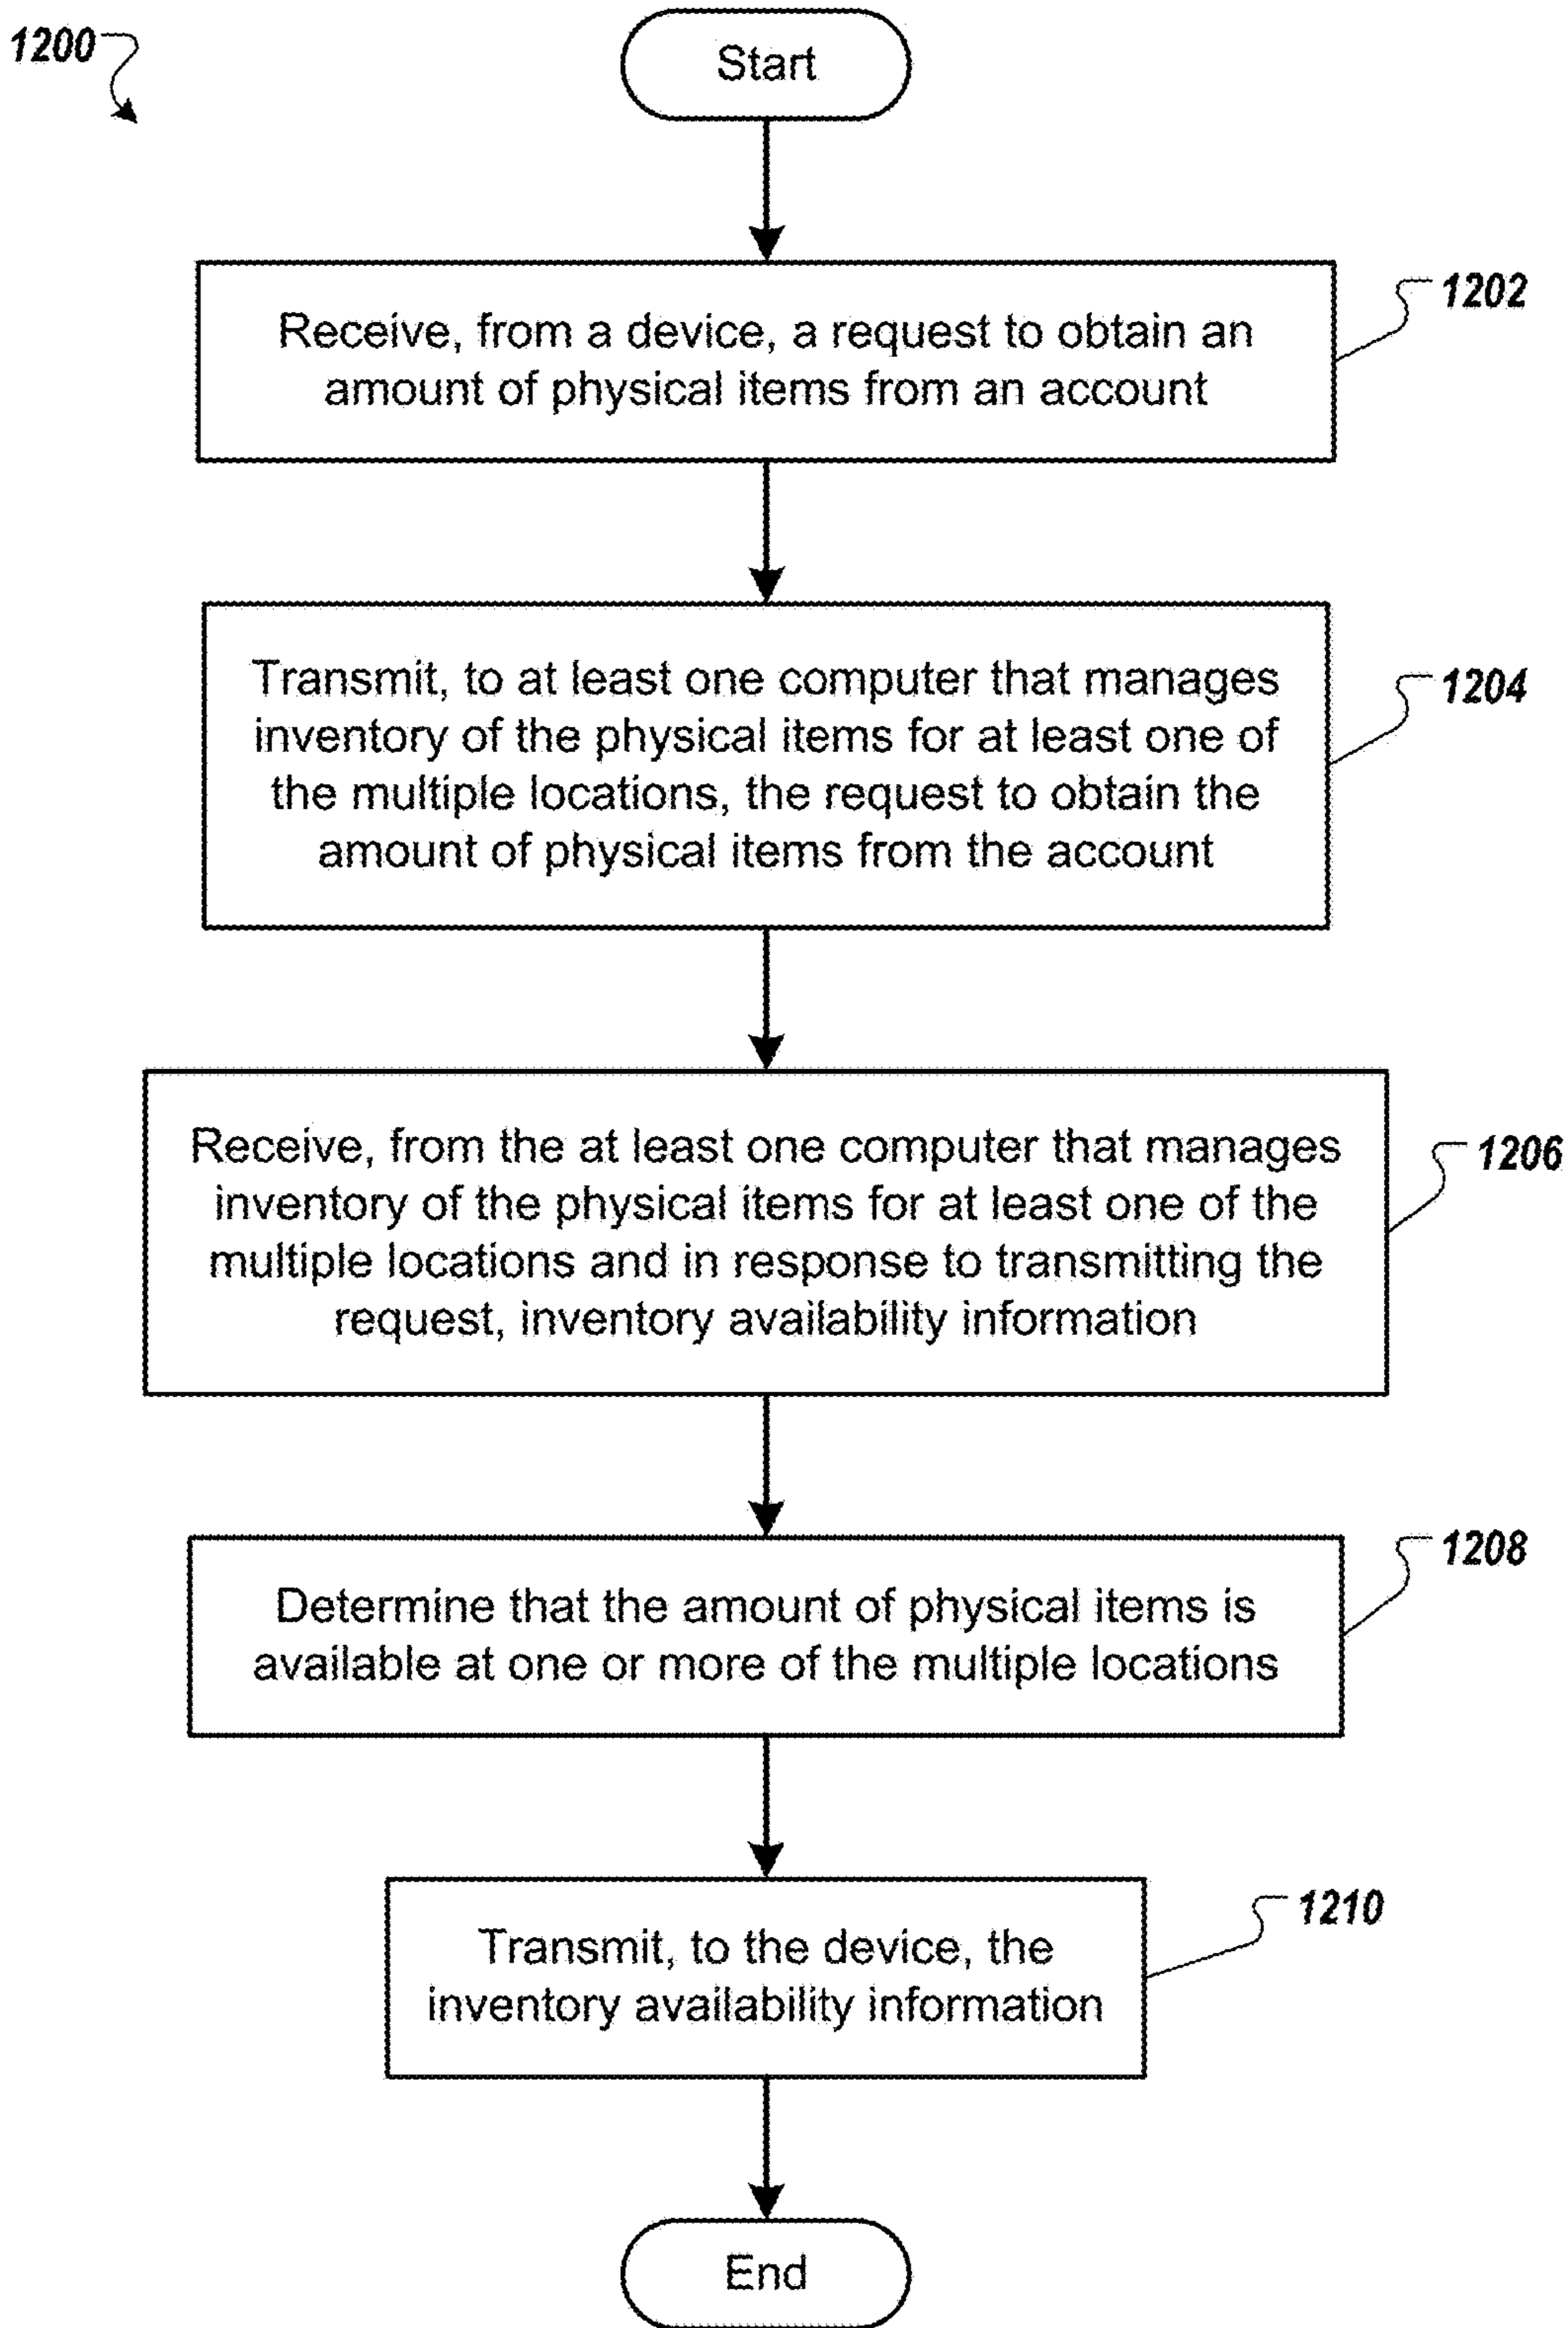 1200
Start
1202
Receive, from a device, a request to obtain an
amount of physical items from an account
1204
Transmit, to at least one computer that manages
inventory of the physical items for at least one of
the multiple locations, the request to obtain the
amount of physical items from the account
1206
Receive, from the at least one computer that manages
inventory of the physical items for at least one of the
multiple locations and in response to transmitting the
request, inventory availability information
1208
Determine that the amount of physical items is
available at one or more of the multiple locations
1210
Transmit, to the device, the
inventory availability information
End